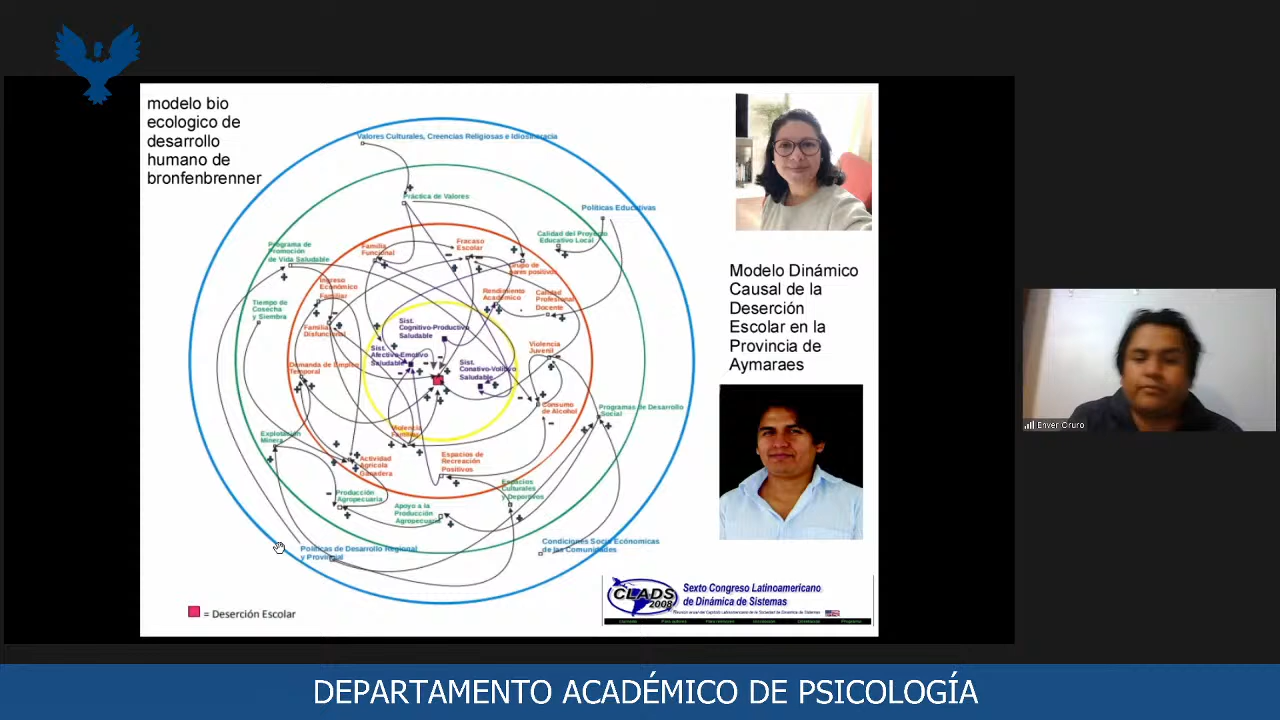 modelo bio
ecologico de
desarrollo
humano de
bronfenbrenner
Valores Culturales, Creencias Religiosas e Idiosincracia
Práctica de Valores
Políticas Educativas
Calidad del Proyecto
Educativo Local
Programa de
Promoción
de Vida Saludable
Familia
Funcional
Fracaso
Escolar
Grupo de
pares positivos
Ingreso
Económico
Familiar
Rendimiento
Académico
Calidad
Profesional
Docente
Tiempo de
Cosecha
y Siembra
Familia
Disfuncional
Sist.
Cognitivo-Productivo
Saludable
Sist.
Afectivo-Emotivo
Saludable
Sist.
Conativo-Volitivo
Saludable
Violencia
Juvenil
Demanda de Empleo
Temporal
Consumo
de Alcohol
Programas de Desarrollo
Social
Violencia
Familiar
Explotación
Minera
Actividad
Agrícola
Ganadera
Espacios de
Recreación
Positivos
Espacios
Culturales
y Deportivos
Producción
Agropecuaria
Apoyo a la
Producción
Agropecuaria
Políticas de Desarrollo Regional
y Provincial
Condiciones Socio Económicas
de las Comunidades
= Deserción Escolar
Modelo Dinámico
Causal de la
Deserción
Escolar en la
Provincia de
Aymaraes
CLADS
2008
Sexto Congreso Latinoamericano
de Dinámica de Sistemas
Enver Oruro
DEPARTAMENTO ACADÉMICO DE PSICOLOGÍA